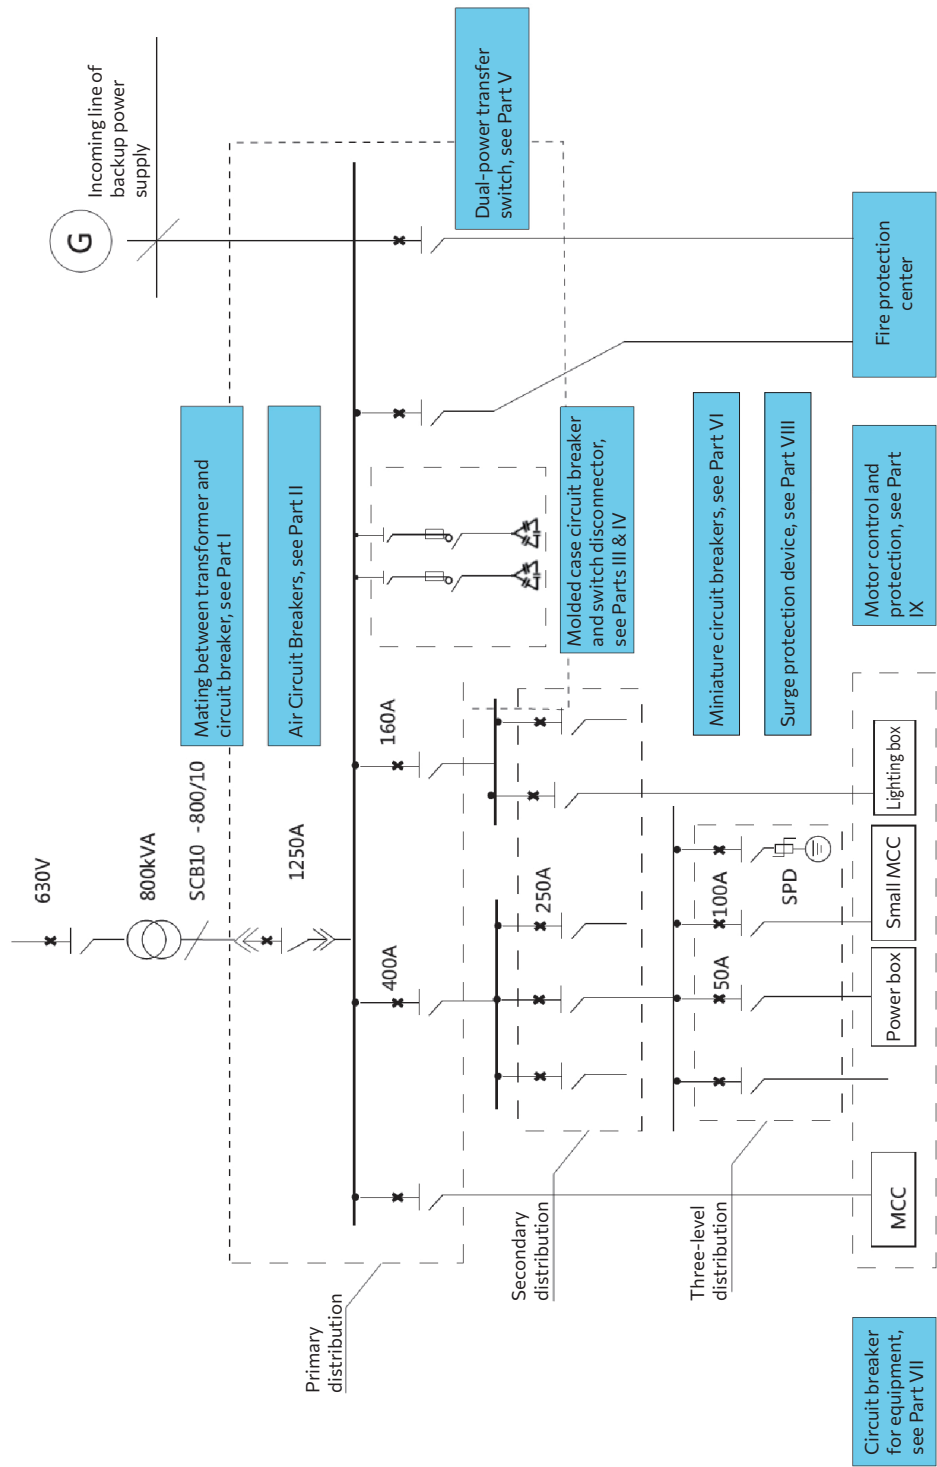 G
Incoming line of
backup power
supply
Dual-power transfer
switch, see Part V
Fire protection
center
Mating between transformer and
circuit breaker, see Part I
Air Circuit Breakers, see Part II
Molded case circuit breaker
and switch disconnector,
see Parts III & IV
Miniature circuit breakers, see Part VI
Surge protection device, see Part VIII
Motor control and
protection, see Part
IX
630V
800kVA
SCB10 -800/10
1250A
160A
400A
250A
100A
50A
SPD
Lighting box
Small MCC
Power box
MCC
Primary
distribution
Secondary
distribution
Three-level
distribution
Circuit breaker
for equipment,
see Part VII